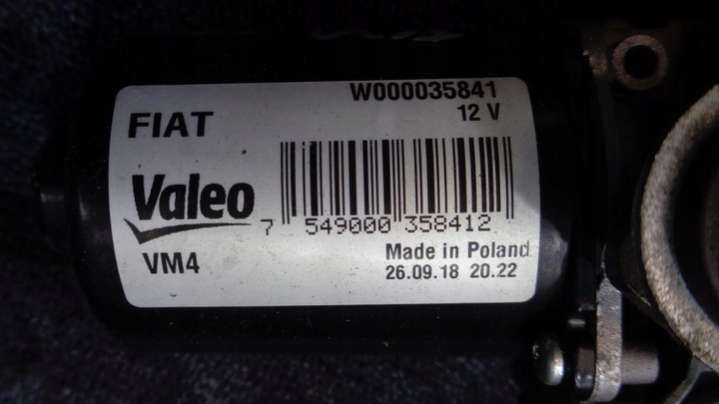 W000035841
FIAT
12 V
Valeo
7 549000 358412
VM4
Made in Poland
26.09.18 20.22